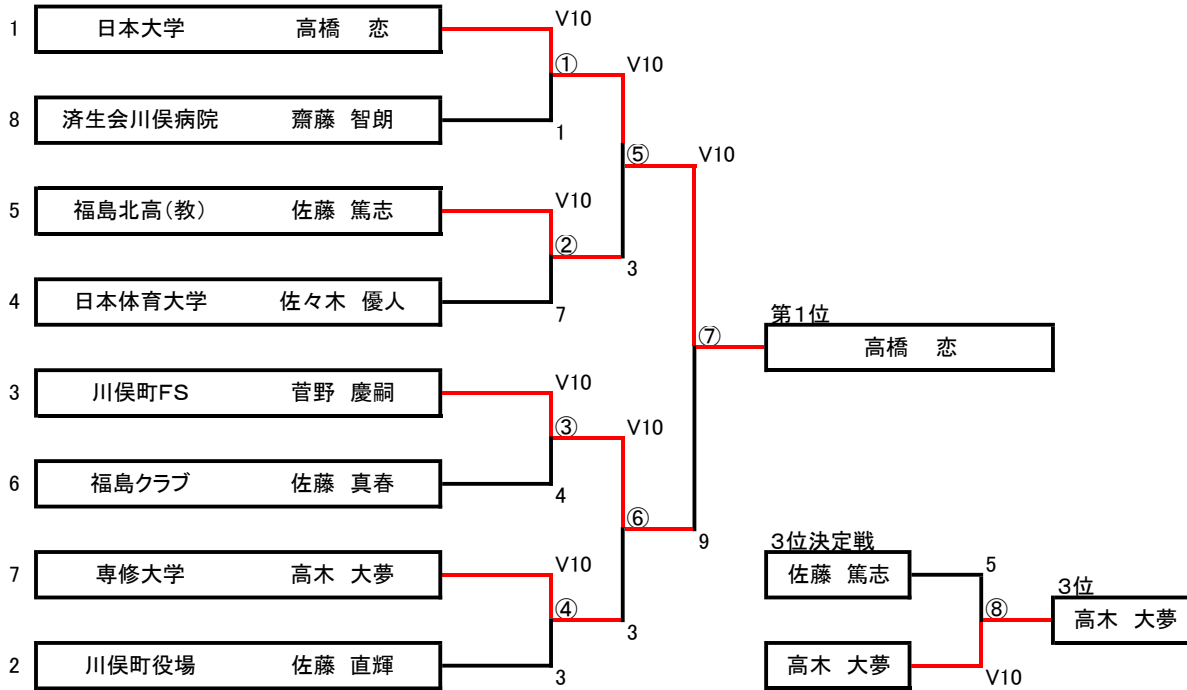 1 日本大学 高橋 恋 V10
① V10
8 済生会川俣病院 齋藤 智朗 1
⑤ V10
5 福島北高(教) 佐藤 篤志 V10
② 3
4 日本体育大学 佐々木 優人 7
第1位
⑦ 高橋 恋
3 川俣町FS 菅野 慶嗣 V10
③ V10
6 福島クラブ 佐藤 真春 4
⑥ 9
7 専修大学 高木 大夢 V10
④ 3
2 川俣町役場 佐藤 直輝 3
3位決定戦
佐藤 篤志 5
3位
⑧ 高木 大夢
高木 大夢 V10